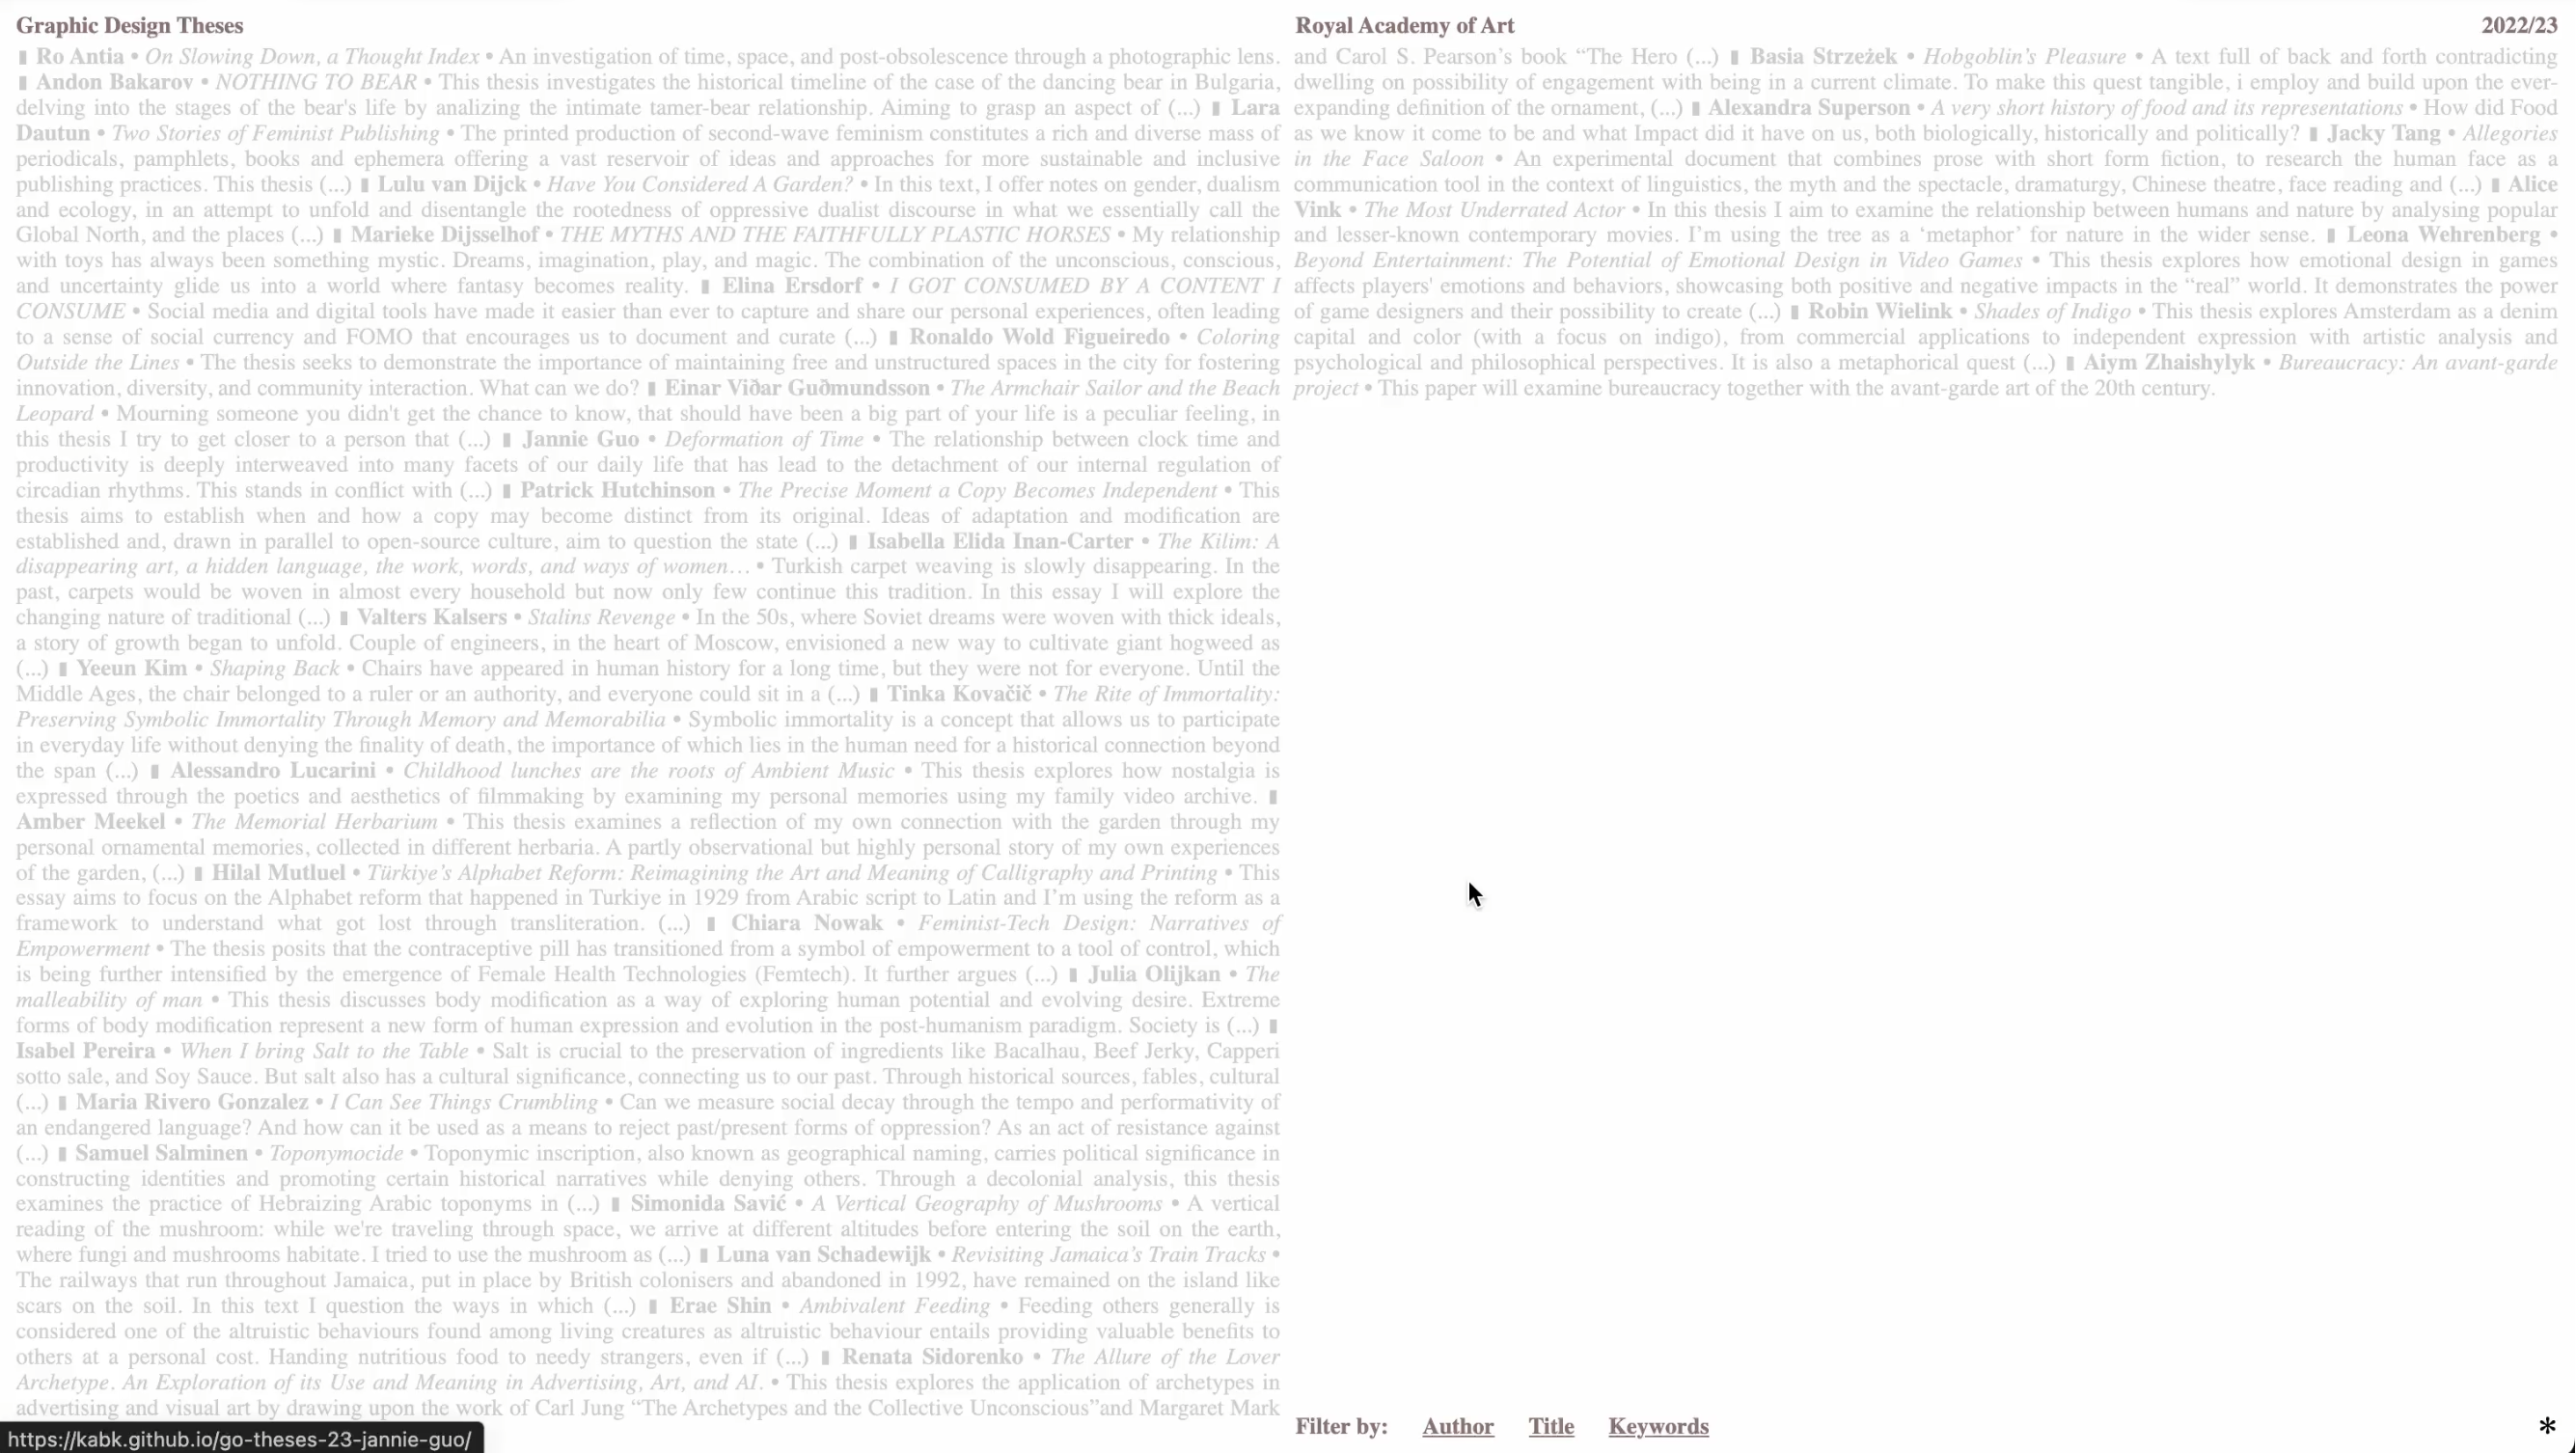 Graphic Design Theses
▮ Ro Antia • On Slowing Down, a Thought Index • An investigation of time, space, and post-obsolescence through a photographic lens.
▮ Andon Bakarov • NOTHING TO BEAR • This thesis investigates the historical timeline of the case of the dancing bear in Bulgaria,
delving into the stages of the bear's life by analizing the intimate tamer-bear relationship. Aiming to grasp an aspect of (...) ▮ Lara
Dautun • Two Stories of Feminist Publishing • The printed production of second-wave feminism constitutes a rich and diverse mass of
periodicals, pamphlets, books and ephemera offering a vast reservoir of ideas and approaches for more sustainable and inclusive
publishing practices. This thesis (...) ▮ Lulu van Dijck • Have You Considered A Garden? • In this text, I offer notes on gender, dualism
and ecology, in an attempt to unfold and disentangle the rootedness of oppressive dualist discourse in what we essentially call the
Global North, and the places (...) ▮ Marieke Dijsselhof • THE MYTHS AND THE FAITHFULLY PLASTIC HORSES • My relationship
with toys has always been something mystic. Dreams, imagination, play, and magic. The combination of the unconscious, conscious,
and uncertainty glide us into a world where fantasy becomes reality. ▮ Elina Ersdorf • I GOT CONSUMED BY A CONTENT I
CONSUME • Social media and digital tools have made it easier than ever to capture and share our personal experiences, often leading
to a sense of social currency and FOMO that encourages us to document and curate (...) ▮ Ronaldo Wold Figueiredo • Coloring
Outside the Lines • The thesis seeks to demonstrate the importance of maintaining free and unstructured spaces in the city for fostering
innovation, diversity, and community interaction. What can we do? ▮ Einar Viðar Guðmundsson • The Armchair Sailor and the Beach
Leopard • Mourning someone you didn't get the chance to know, that should have been a big part of your life is a peculiar feeling, in
this thesis I try to get closer to a person that (...) ▮ Jannie Guo • Deformation of Time • The relationship between clock time and
productivity is deeply interweaved into many facets of our daily life that has lead to the detachment of our internal regulation of
circadian rhythms. This stands in conflict with (...) ▮ Patrick Hutchinson • The Precise Moment a Copy Becomes Independent • This
thesis aims to establish when and how a copy may become distinct from its original. Ideas of adaptation and modification are
established and, drawn in parallel to open-source culture, aim to question the state (...) ▮ Isabella Elida Inan-Carter • The Kilim: A
disappearing art, a hidden language, the work, words, and ways of women… • Turkish carpet weaving is slowly disappearing. In the
past, carpets would be woven in almost every household but now only few continue this tradition. In this essay I will explore the
changing nature of traditional (...) ▮ Valters Kalsers • Stalins Revenge • In the 50s, where Soviet dreams were woven with thick ideals,
a story of growth began to unfold. Couple of engineers, in the heart of Moscow, envisioned a new way to cultivate giant hogweed as
(...) ▮ Yeeun Kim • Shaping Back • Chairs have appeared in human history for a long time, but they were not for everyone. Until the
Middle Ages, the chair belonged to a ruler or an authority, and everyone could sit in a (...) ▮ Tinka Kovačič • The Rite of Immortality:
Preserving Symbolic Immortality Through Memory and Memorabilia • Symbolic immortality is a concept that allows us to participate
in everyday life without denying the finality of death, the importance of which lies in the human need for a historical connection beyond
the span (...) ▮ Alessandro Lucarini • Childhood lunches are the roots of Ambient Music • This thesis explores how nostalgia is
expressed through the poetics and aesthetics of filmmaking by examining my personal memories using my family video archive. ▮
Amber Meekel • The Memorial Herbarium • This thesis examines a reflection of my own connection with the garden through my
personal ornamental memories, collected in different herbaria. A partly observational but highly personal story of my own experiences
of the garden, (...) ▮ Hilal Mutluel • Türkiye’s Alphabet Reform: Reimagining the Art and Meaning of Calligraphy and Printing • This
essay aims to focus on the Alphabet reform that happened in Turkiye in 1929 from Arabic script to Latin and I’m using the reform as a
framework to understand what got lost through transliteration. (...) ▮ Chiara Nowak • Feminist-Tech Design: Narratives of
Empowerment • The thesis posits that the contraceptive pill has transitioned from a symbol of empowerment to a tool of control, which
is being further intensified by the emergence of Female Health Technologies (Femtech). It further argues (...) ▮ Julia Olijkan • The
malleability of man • This thesis discusses body modification as a way of exploring human potential and evolving desire. Extreme
forms of body modification represent a new form of human expression and evolution in the post-humanism paradigm. Society is (...) ▮
Isabel Pereira • When I bring Salt to the Table • Salt is crucial to the preservation of ingredients like Bacalhau, Beef Jerky, Capperi
sotto sale, and Soy Sauce. But salt also has a cultural significance, connecting us to our past. Through historical sources, fables, cultural
(...) ▮ Maria Rivero Gonzalez • I Can See Things Crumbling • Can we measure social decay through the tempo and performativity of
an endangered language? And how can it be used as a means to reject past/present forms of oppression? As an act of resistance against
(...) ▮ Samuel Salminen • Toponymocide • Toponymic inscription, also known as geographical naming, carries political significance in
constructing identities and promoting certain historical narratives while denying others. Through a decolonial analysis, this thesis
examines the practice of Hebraizing Arabic toponyms in (...) ▮ Simonida Savić • A Vertical Geography of Mushrooms • A vertical
reading of the mushroom: while we're traveling through space, we arrive at different altitudes before entering the soil on the earth,
where fungi and mushrooms habitate. I tried to use the mushroom as (...) ▮ Luna van Schadewijk • Revisiting Jamaica’s Train Tracks •
The railways that run throughout Jamaica, put in place by British colonisers and abandoned in 1992, have remained on the island like
scars on the soil. In this text I question the ways in which (...) ▮ Erae Shin • Ambivalent Feeding • Feeding others generally is
considered one of the altruistic behaviours found among living creatures as altruistic behaviour entails providing valuable benefits to
others at a personal cost. Handing nutritious food to needy strangers, even if (...) ▮ Renata Sidorenko • The Allure of the Lover
Archetype. An Exploration of its Use and Meaning in Advertising, Art, and AI. • This thesis explores the application of archetypes in
advertising and visual art by drawing upon the work of Carl Jung “The Archetypes and the Collective Unconscious”and Margaret Mark
https://kabk.github.io/go-theses-23-jannie-guo/
Royal Academy of Art
2022/23
and Carol S. Pearson’s book “The Hero (...) ▮ Basia Strzeżek • Hobgoblin’s Pleasure • A text full of back and forth contradicting
dwelling on possibility of engagement with being in a current climate. To make this quest tangible, i employ and build upon the ever-
expanding definition of the ornament, (...) ▮ Alexandra Superson • A very short history of food and its representations • How did Food
as we know it come to be and what Impact did it have on us, both biologically, historically and politically? ▮ Jacky Tang • Allegories
in the Face Saloon • An experimental document that combines prose with short form fiction, to research the human face as a
communication tool in the context of linguistics, the myth and the spectacle, dramaturgy, Chinese theatre, face reading and (...) ▮ Alice
Vink • The Most Underrated Actor • In this thesis I aim to examine the relationship between humans and nature by analysing popular
and lesser-known contemporary movies. I’m using the tree as a ‘metaphor’ for nature in the wider sense. ▮ Leona Wehrenberg •
Beyond Entertainment: The Potential of Emotional Design in Video Games • This thesis explores how emotional design in games
affects players' emotions and behaviors, showcasing both positive and negative impacts in the “real” world. It demonstrates the power
of game designers and their possibility to create (...) ▮ Robin Wielink • Shades of Indigo • This thesis explores Amsterdam as a denim
capital and color (with a focus on indigo), from commercial applications to independent expression with artistic analysis and
psychological and philosophical perspectives. It is also a metaphorical quest (...) ▮ Aiym Zhaishylyk • Bureaucracy: An avant-garde
project • This paper will examine bureaucracy together with the avant-garde art of the 20th century.
Filter by: Author Title Keywords *